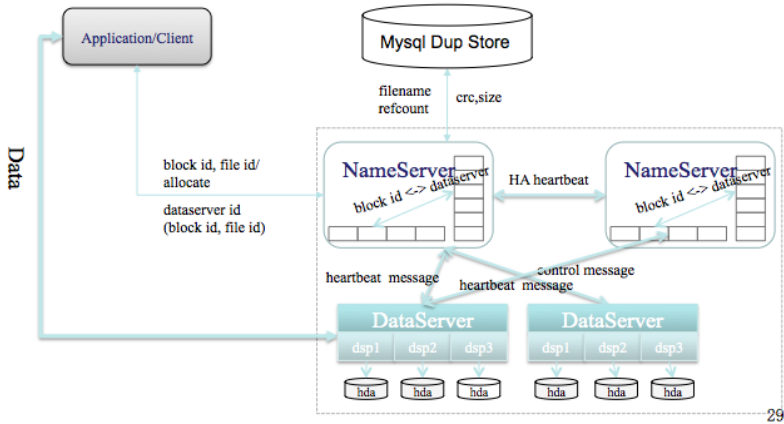 Application/Client
Mysql Dup Store
filename
refcount
crc,size
Data
block id, file id/
allocate
dataserver id
(block id, file id)
NameServer
block id <-> dataserver
HA heartbeat
NameServer
block id <-> dataserver
heartbeat message
control message
heartbeat message
DataServer
dsp1 dsp2 dsp3
hda hda hda
DataServer
dsp1 dsp2 dsp3
hda hda hda
29